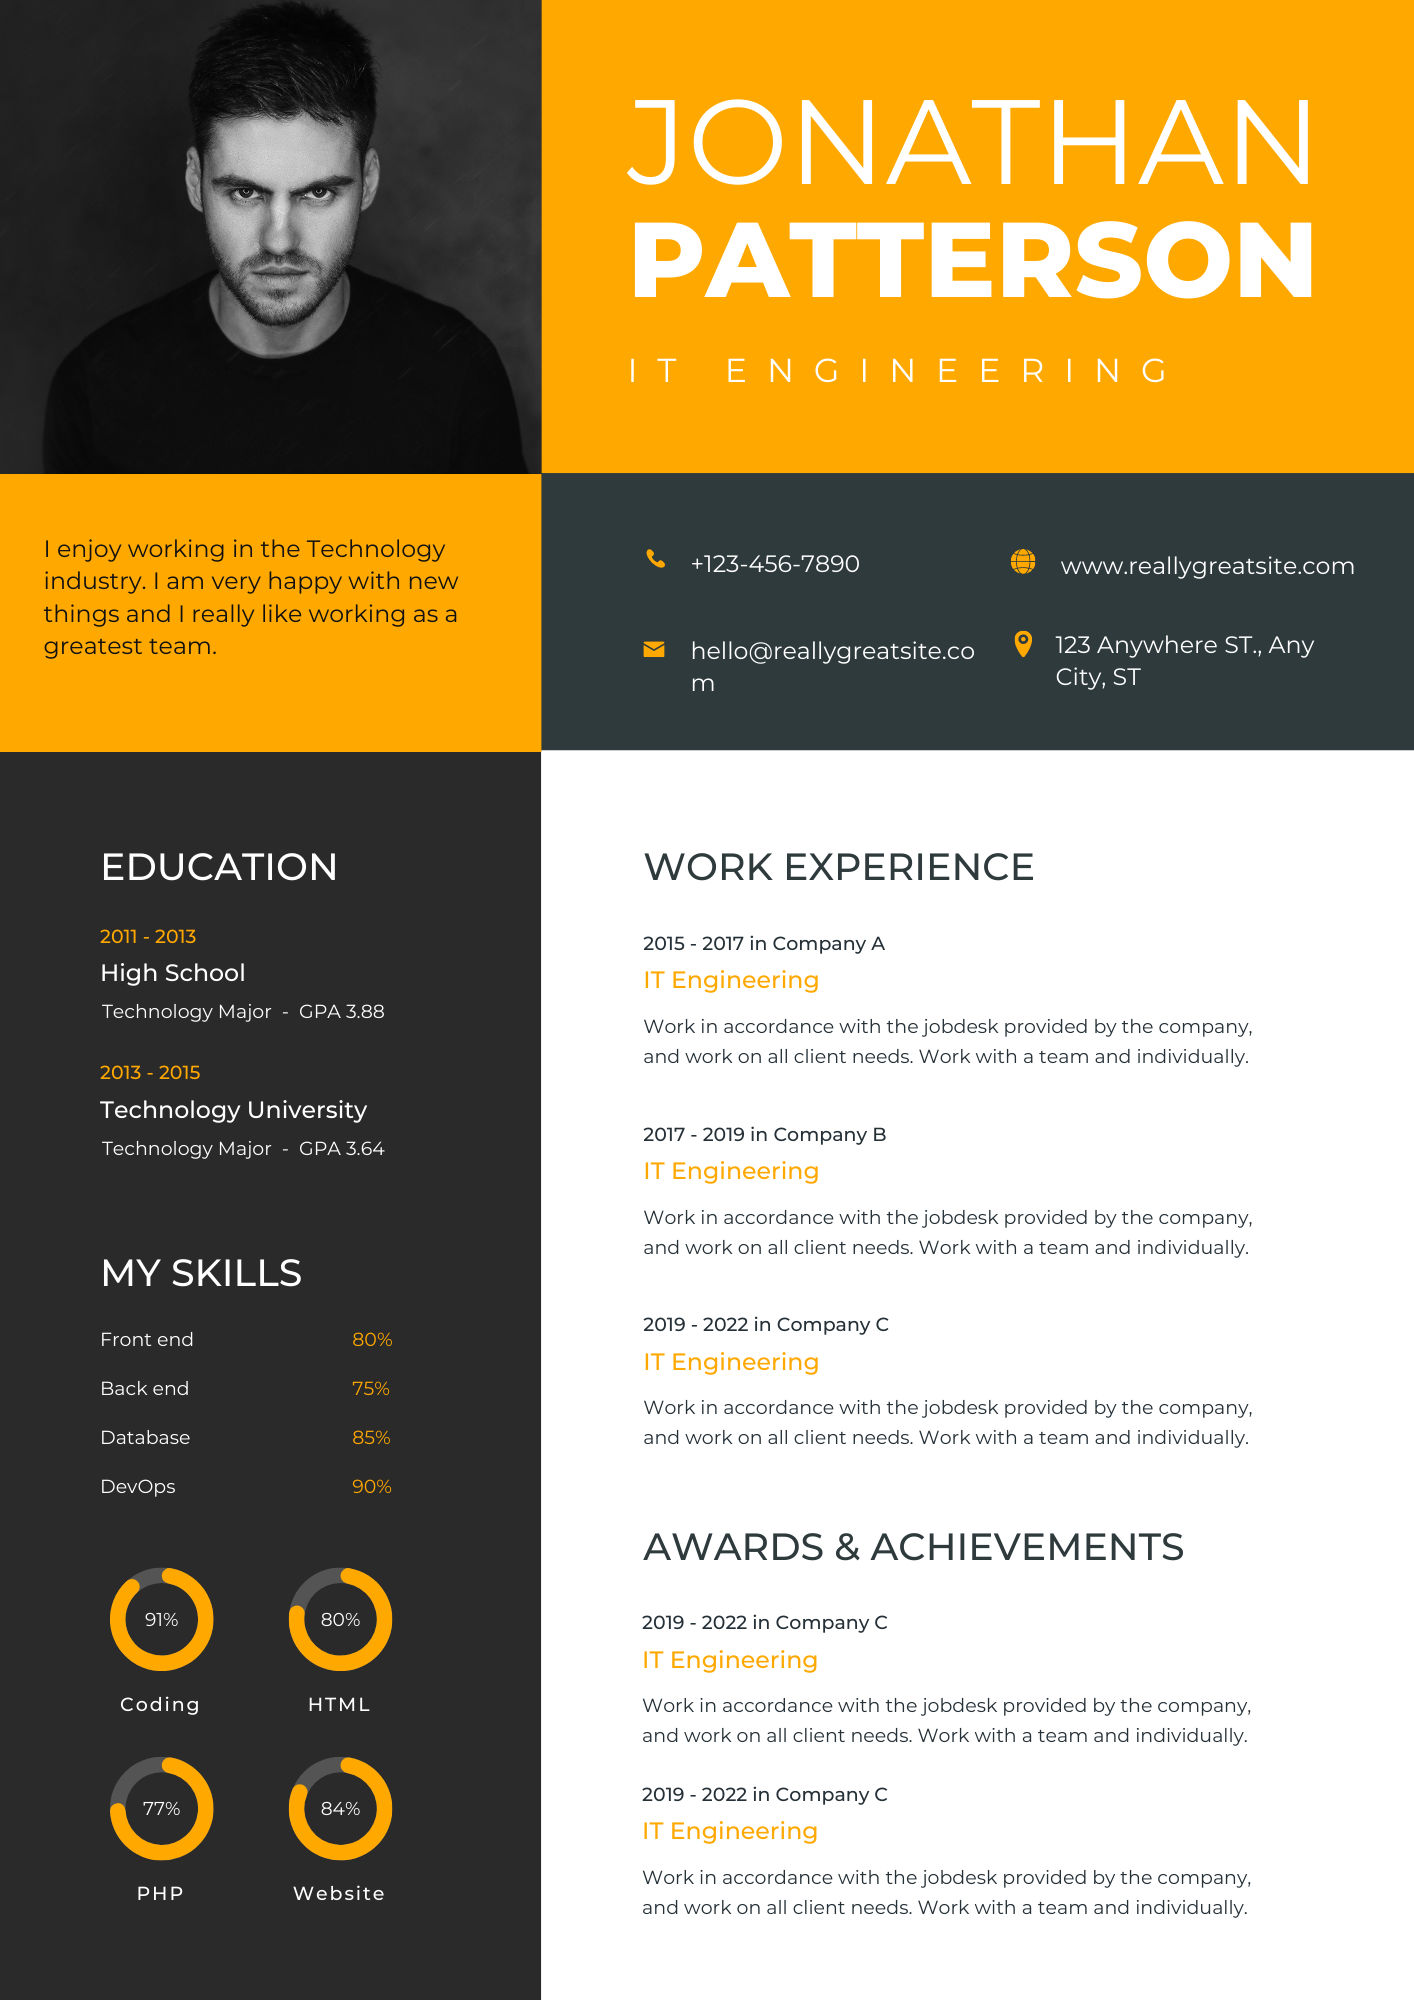 JONATHAN
PATTERSON
IT ENGINEERING
I enjoy working in the Technology
industry. I am very happy with new
things and I really like working as a
greatest team.
+123-456-7890
www.reallygreatsite.com
hello@reallygreatsite.co
m
123 Anywhere ST., Any
City, ST
EDUCATION
2011 - 2013
High School
Technology Major - GPA 3.88
2013 - 2015
Technology University
Technology Major - GPA 3.64
MY SKILLS
Front end 80%
Back end 75%
Database 85%
DevOps 90%
91% 80%
Coding HTML
77% 84%
PHP Website
WORK EXPERIENCE
2015 - 2017 in Company A
IT Engineering
Work in accordance with the jobdesk provided by the company,
and work on all client needs. Work with a team and individually.
2017 - 2019 in Company B
IT Engineering
Work in accordance with the jobdesk provided by the company,
and work on all client needs. Work with a team and individually.
2019 - 2022 in Company C
IT Engineering
Work in accordance with the jobdesk provided by the company,
and work on all client needs. Work with a team and individually.
AWARDS & ACHIEVEMENTS
2019 - 2022 in Company C
IT Engineering
Work in accordance with the jobdesk provided by the company,
and work on all client needs. Work with a team and individually.
2019 - 2022 in Company C
IT Engineering
Work in accordance with the jobdesk provided by the company,
and work on all client needs. Work with a team and individually.